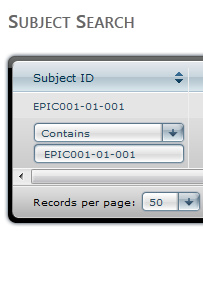 SUBJECT SEARCH
Subject ID
EPIC001-01-001
Contains
EPIC001-01-001
Records per page: 50